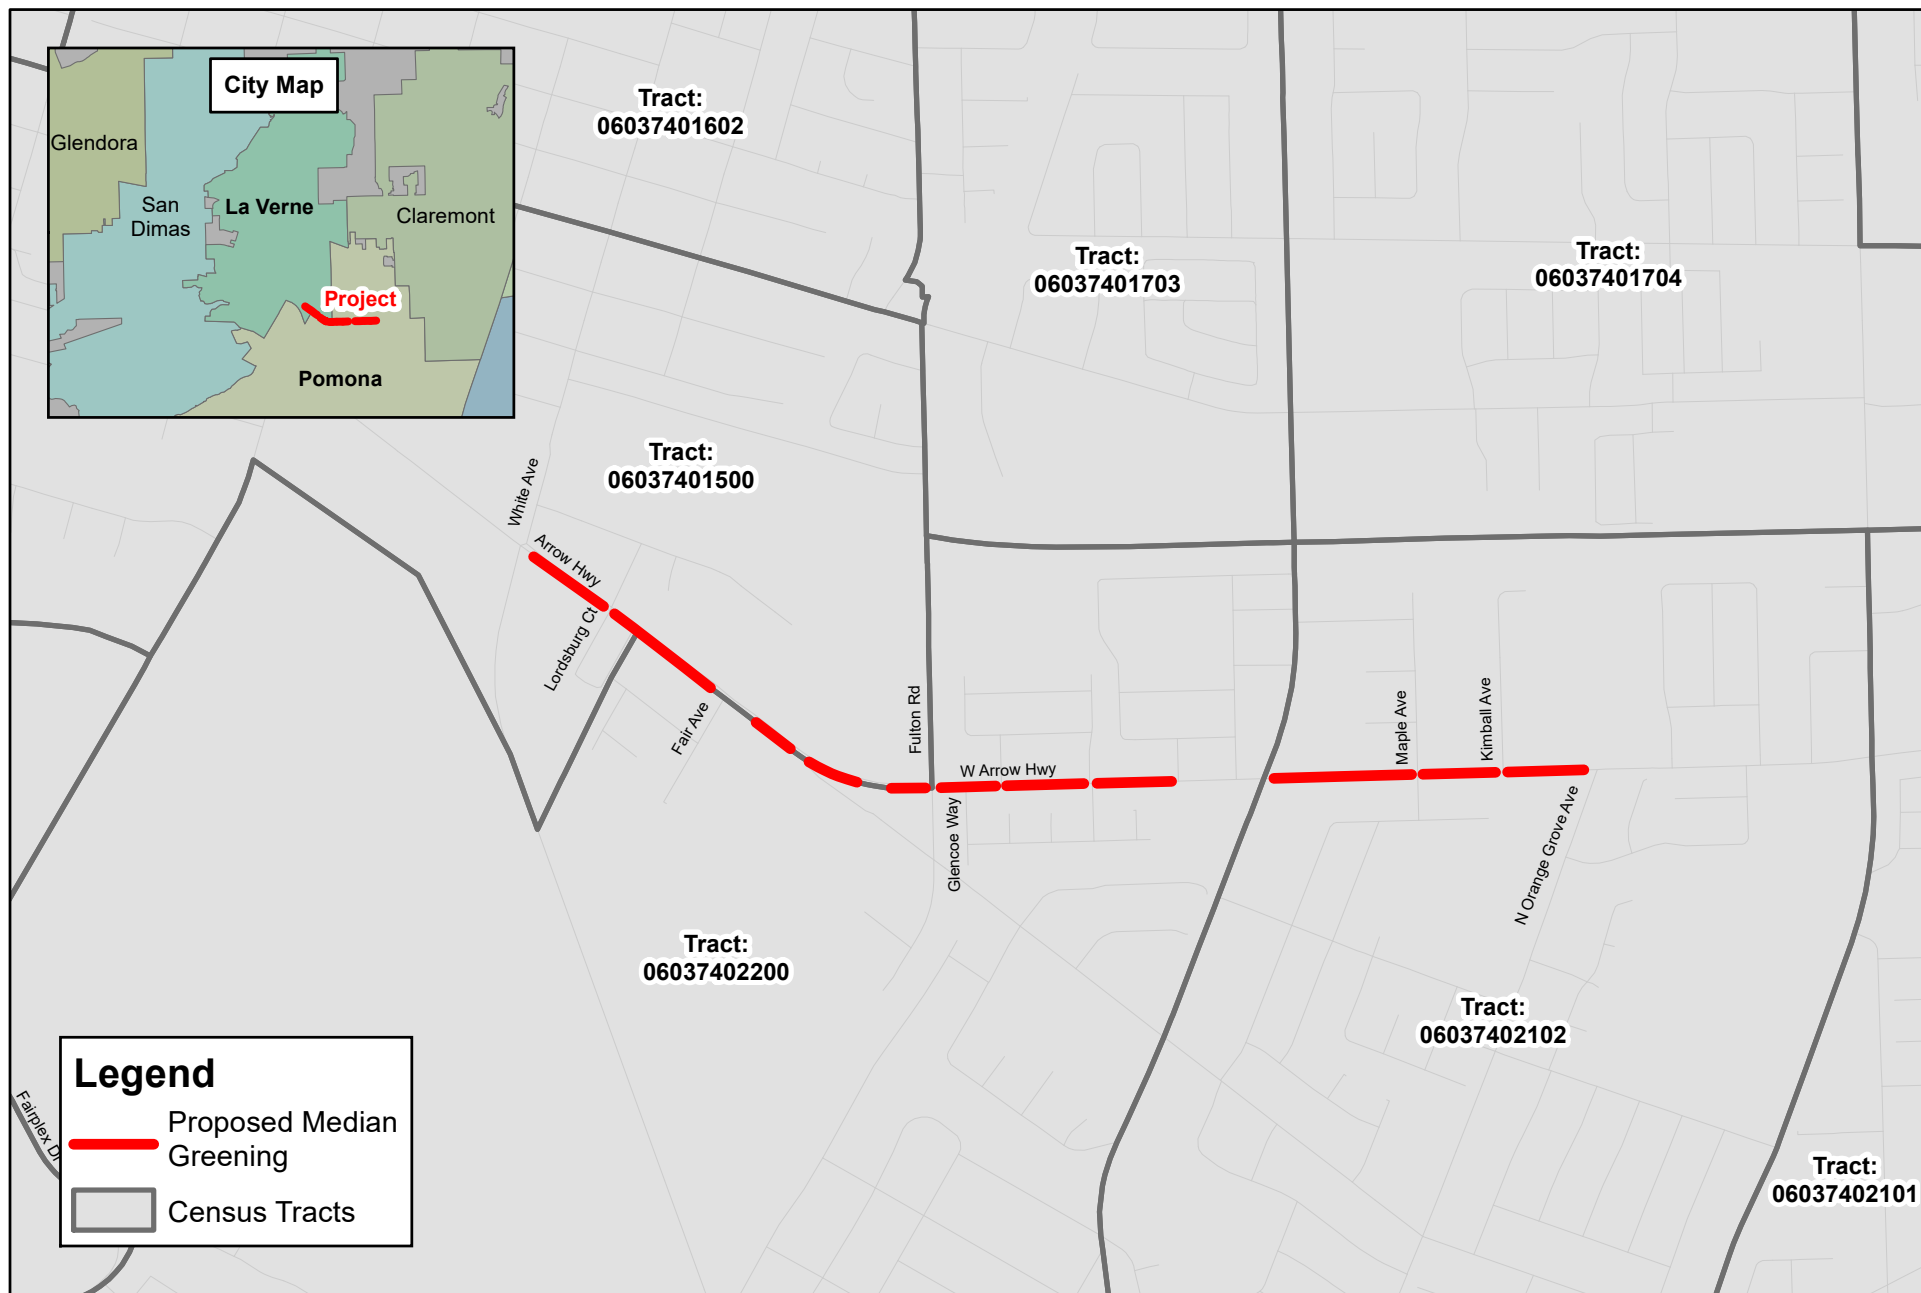 City Map
Glendora
San
Dimas
La Verne
Claremont
Project
Pomona
Tract:
06037401602
Tract:
06037401703
Tract:
06037401704
Tract:
06037401500
White Ave
Arrow Hwy
Lordsburg Ct
Fair Ave
Fulton Rd
W Arrow Hwy
Glencoe Way
Maple Ave
Kimball Ave
N Orange Grove Ave
Tract:
06037402200
Tract:
06037402102
Tract:
06037402101
Fairplex Dr
Legend
Proposed Median
Greening
Census Tracts